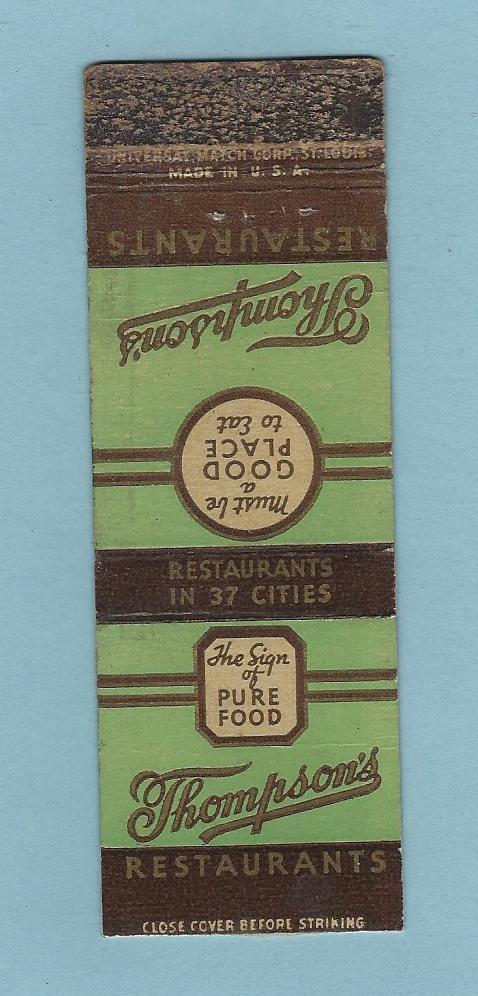 UNIVERSAL MATCH CORP., ST. LOUIS
MADE IN U. S. A.
RESTAURANTS
Thompson's
Must be
a
GOOD
PLACE
to Eat
RESTAURANTS
IN 37 CITIES
The Sign
of
PURE
FOOD
Thompson's
RESTAURANTS
CLOSE COVER BEFORE STRIKING